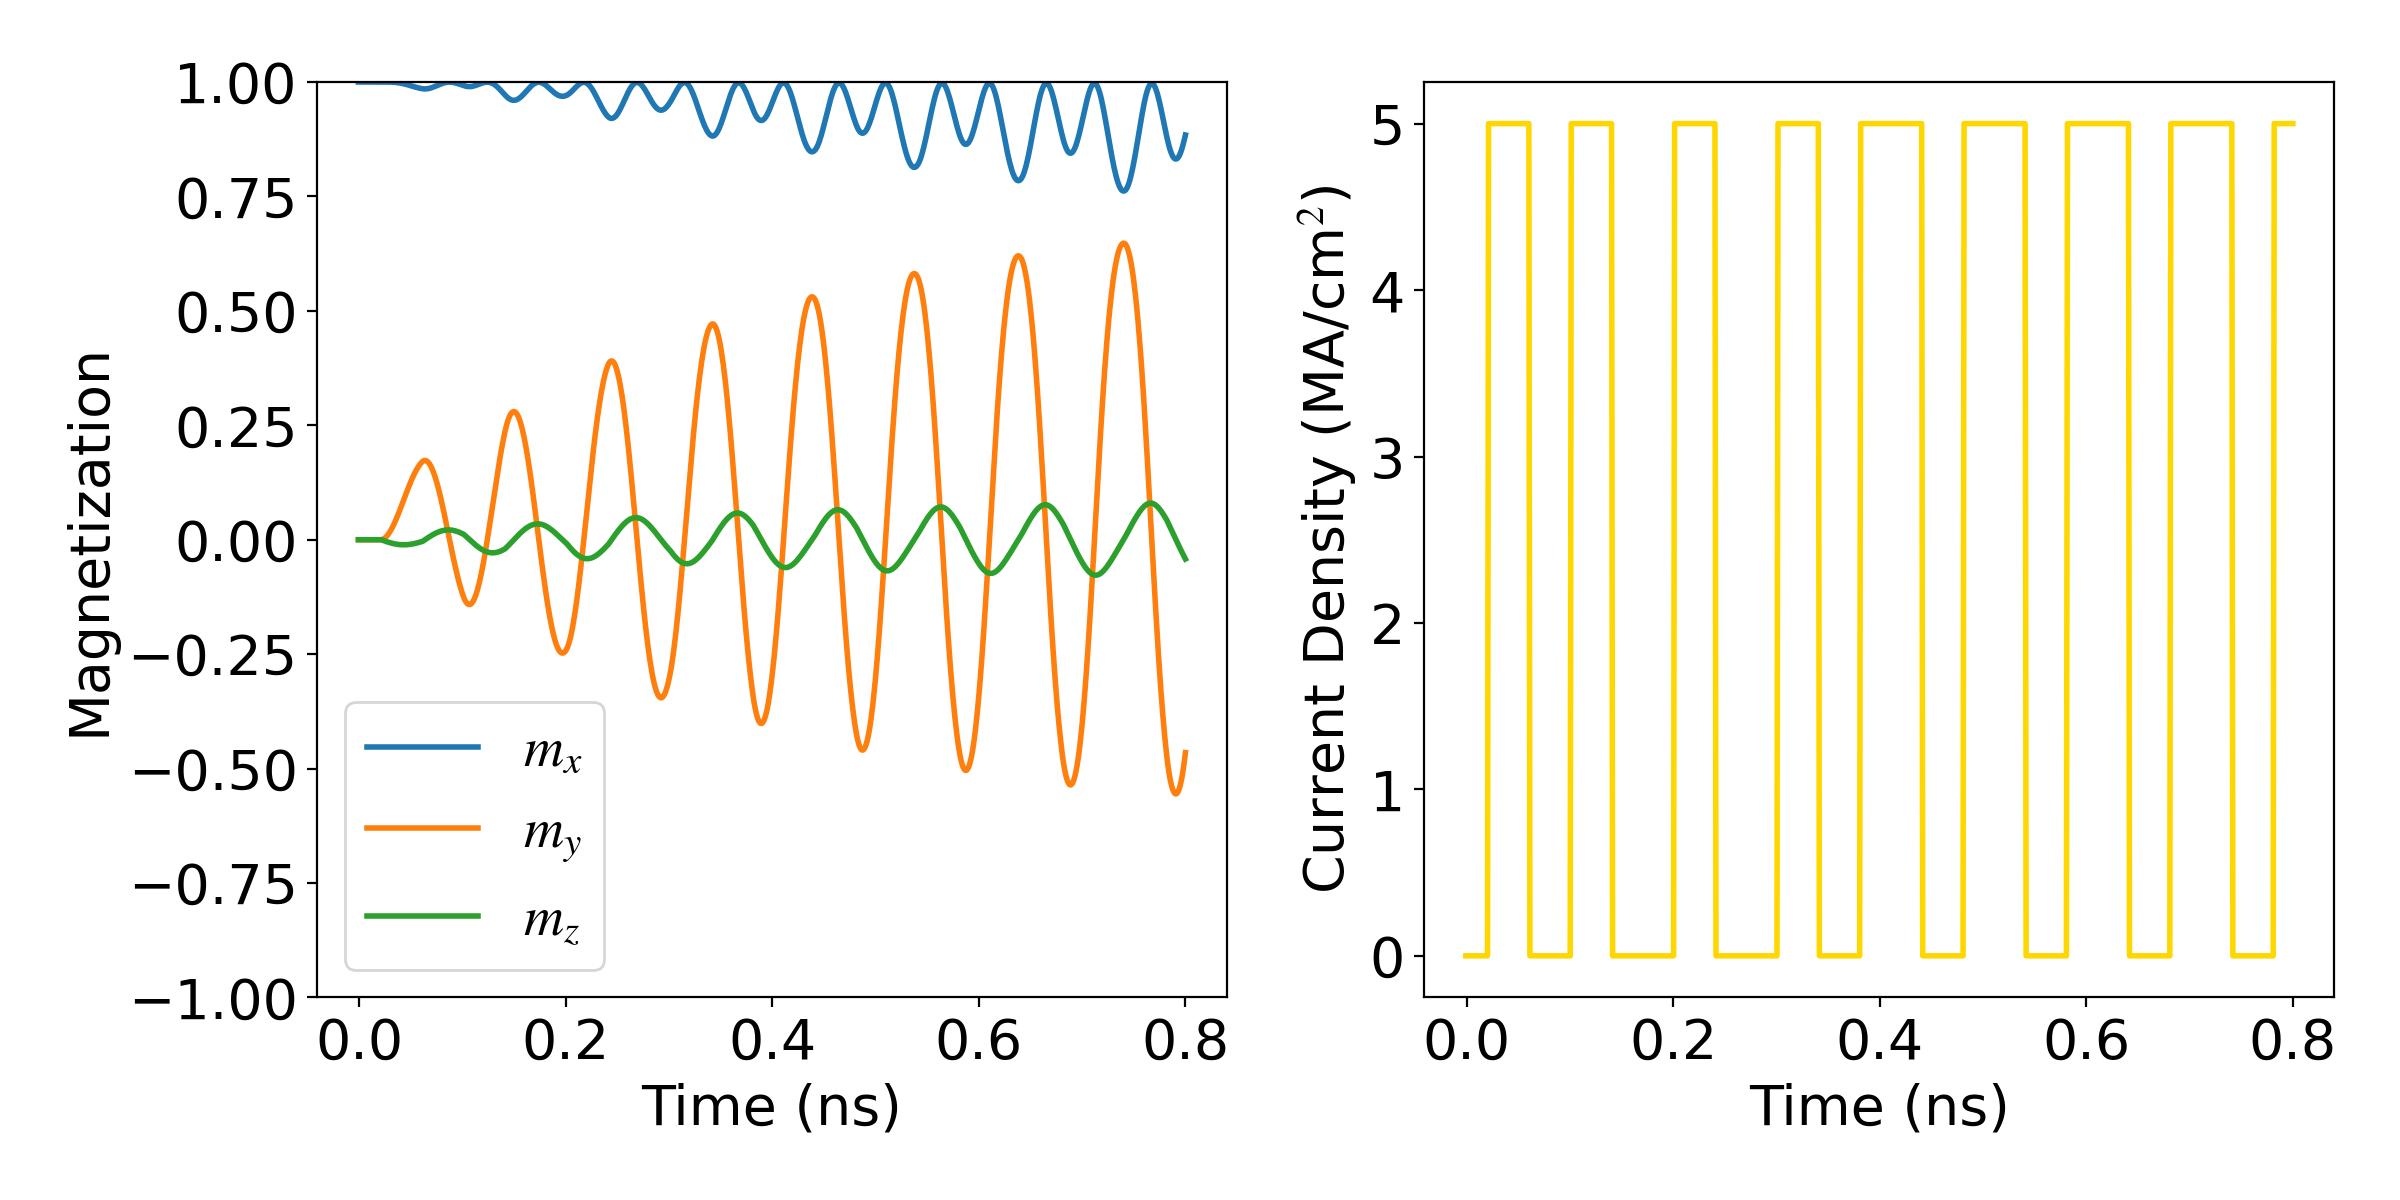 1.00
0.75
0.50
0.25
0.00
−0.25
−0.50
−0.75
−1.00
Magnetization
m_x
m_y
m_z
0.0 0.2 0.4 0.6 0.8
Time (ns)
5
4
3
2
1
0
Current Density (MA/cm²)
0.0 0.2 0.4 0.6 0.8
Time (ns)